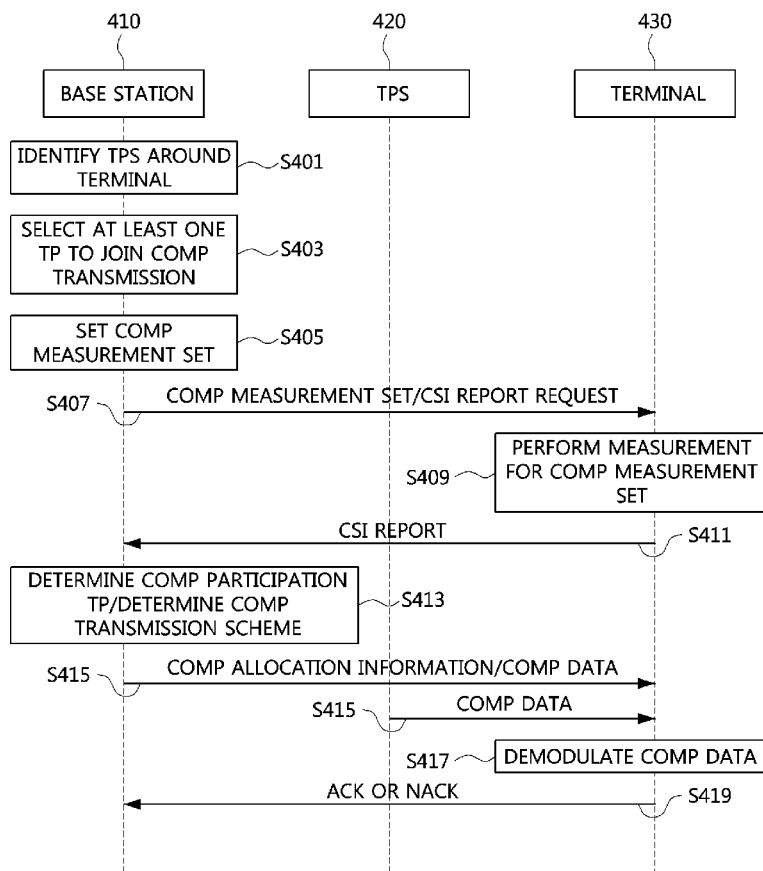 410
420
430
BASE STATION
TPS
TERMINAL
IDENTIFY TPS AROUND
TERMINAL
S401
SELECT AT LEAST ONE
TP TO JOIN COMP
TRANSMISSION
S403
SET COMP
MEASUREMENT SET
S405
S407
COMP MEASUREMENT SET/CSI REPORT REQUEST
PERFORM MEASUREMENT
FOR COMP MEASUREMENT
SET
S409
CSI REPORT
S411
DETERMINE COMP PARTICIPATION
TP/DETERMINE COMP
TRANSMISSION SCHEME
S413
S415
COMP ALLOCATION INFORMATION/COMP DATA
S415
COMP DATA
S417
DEMODULATE COMP DATA
ACK OR NACK
S419